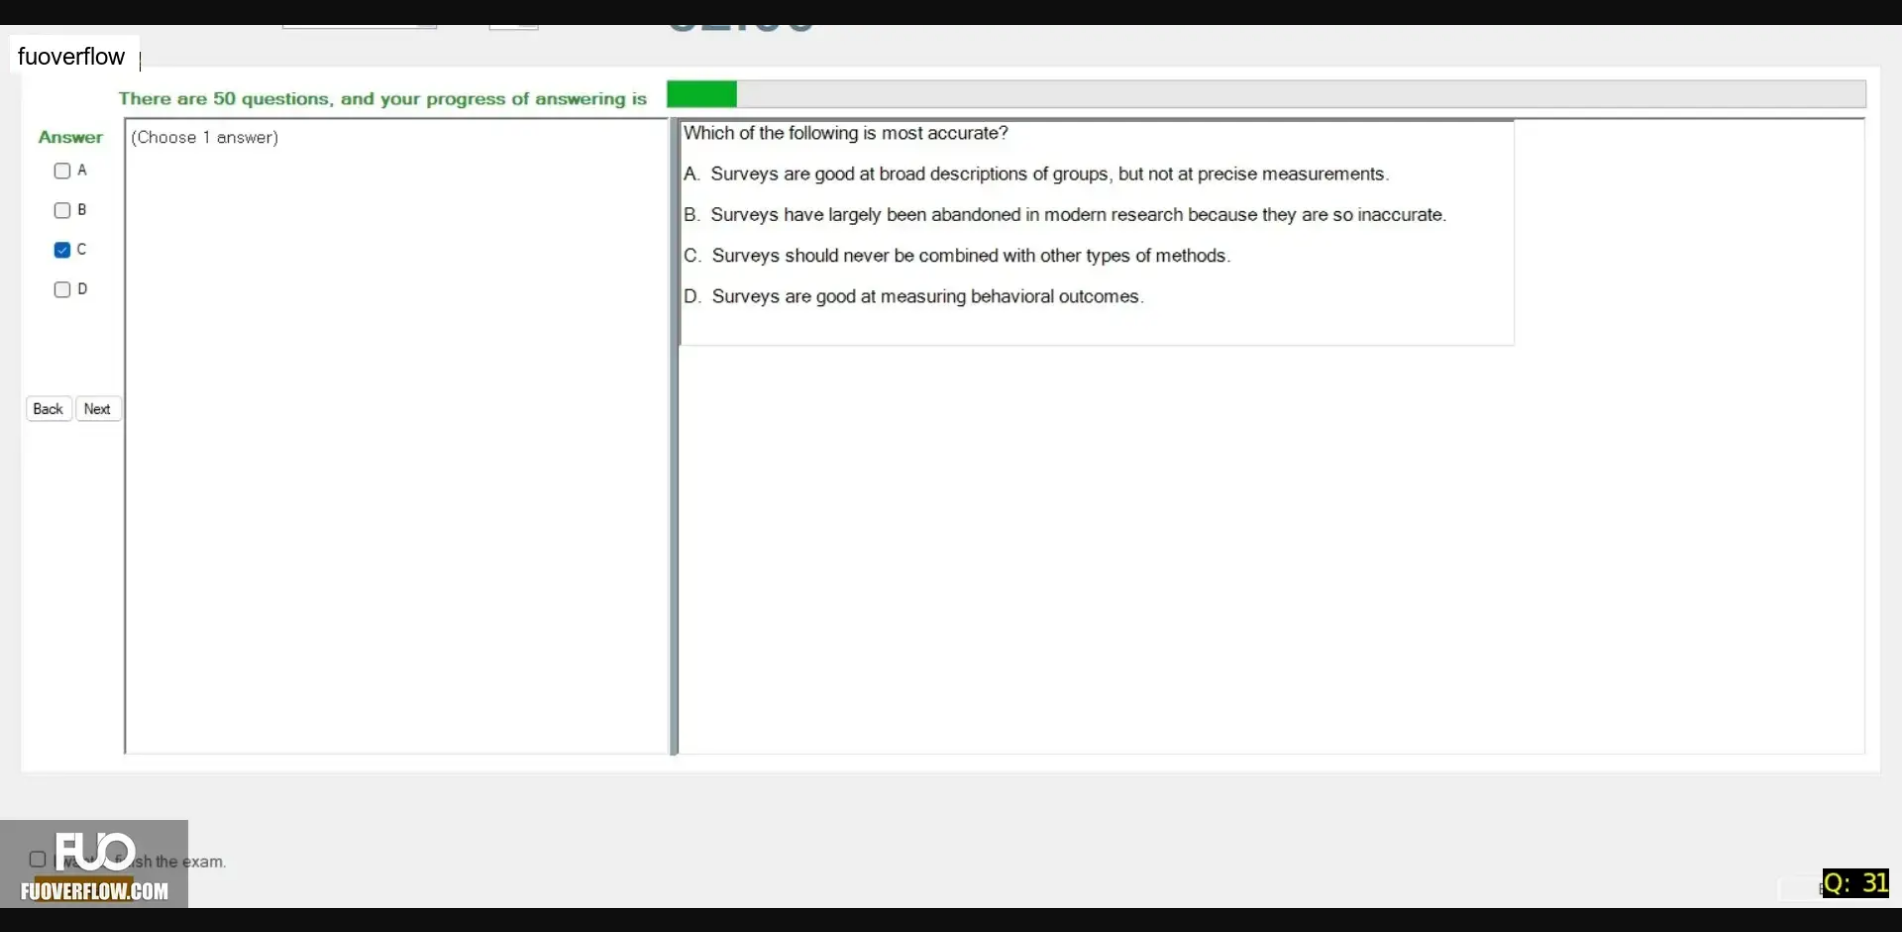 fuoverflow
There are 50 questions, and your progress of answering is
Answer
(Choose 1 answer)
A
B
C
D
Back
Next
Which of the following is most accurate?
A. Surveys are good at broad descriptions of groups, but not at precise measurements.
B. Surveys have largely been abandoned in modern research because they are so inaccurate.
C. Surveys should never be combined with other types of methods.
D. Surveys are good at measuring behavioral outcomes.
FUO
the exam.
FUOVERFLOW.COM
Q: 31